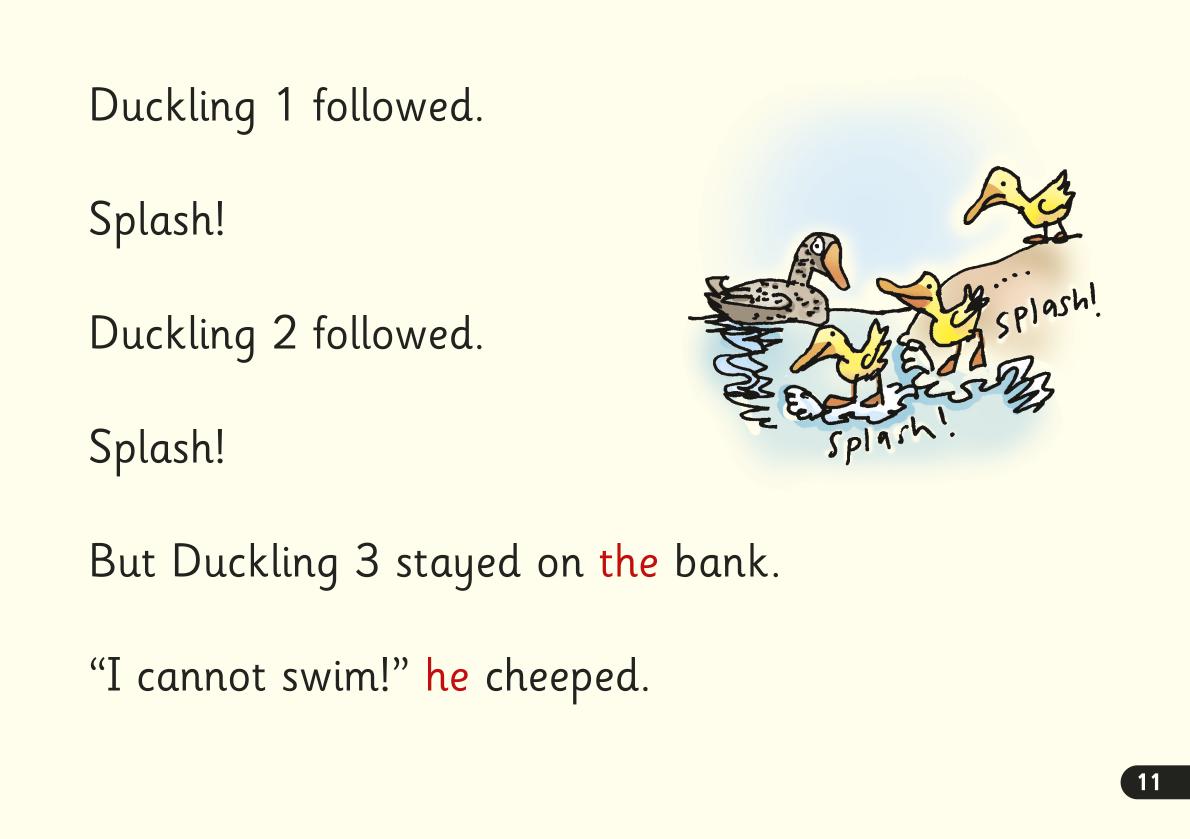 Duckling 1 followed.
Splash!
Duckling 2 followed.
Splash!
But Duckling 3 stayed on the bank.
“I cannot swim!” he cheeped.
splash!
splash!
11